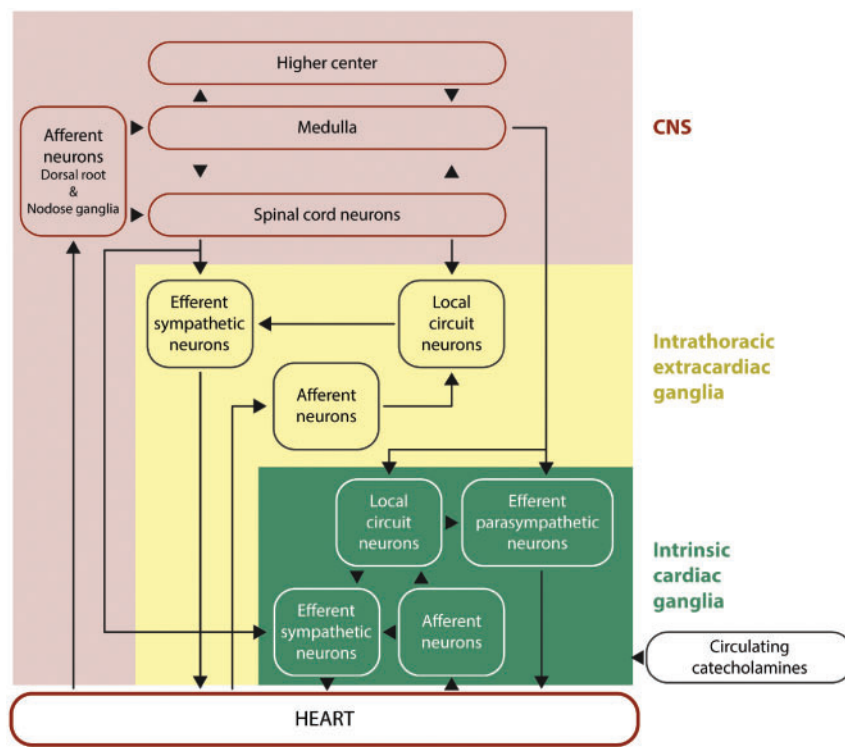 Higher center
Medulla
CNS
Afferent
neurons
Dorsal root
&
Nodose ganglia
Spinal cord neurons
Efferent
sympathetic
neurons
Local
circuit
neurons
Intrathoracic
extracardiac
ganglia
Afferent
neurons
Local
circuit
neurons
Efferent
parasympathetic
neurons
Intrinsic
cardiac
ganglia
Efferent
sympathetic
neurons
Afferent
neurons
Circulating
catecholamines
HEART